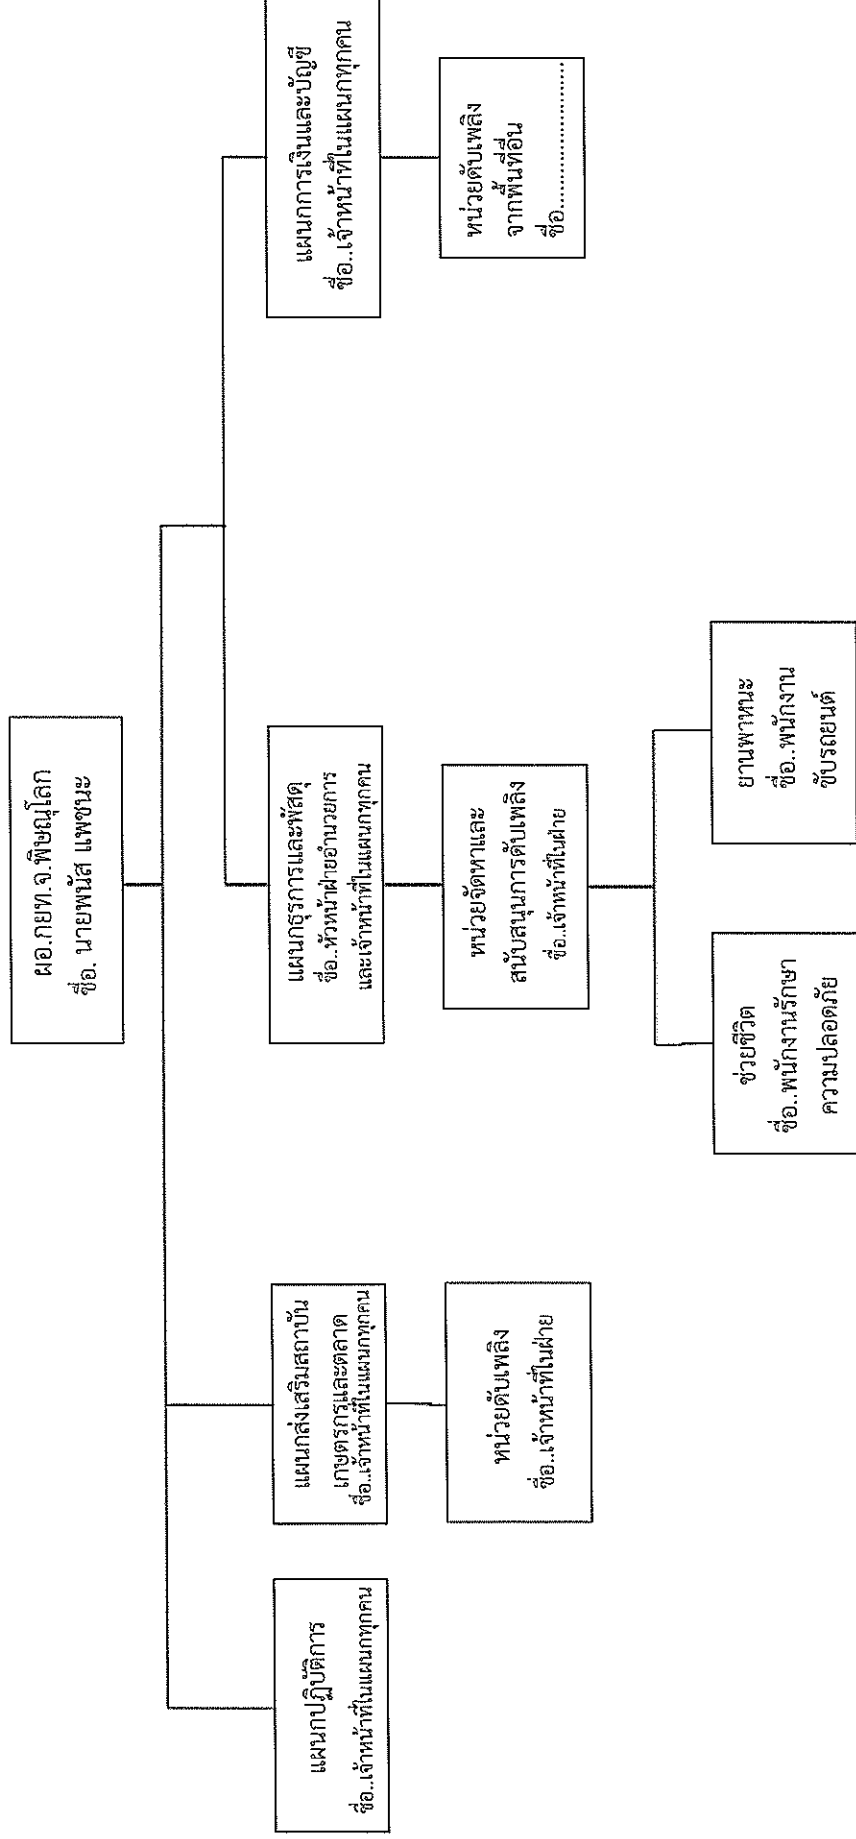 ผอ.กยท.จ.พิษณุโลก
ชื่อ. นายพนัส แพชนะ
แผนกปฏิบัติการ
ชื่อ..เจ้าหน้าที่ในแผนกทุกคน
แผนกส่งเสริมสถาบัน
เกษตรกรและตลาด
ชื่อ..เจ้าหน้าที่ในแผนกทุกคน
แผนกธุรการและพัสดุ
ชื่อ..หัวหน้าฝ่ายอำนวยการ
และเจ้าหน้าที่ในแผนกทุกคน
แผนกการเงินและบัญชี
ชื่อ..เจ้าหน้าที่ในแผนกทุกคน
หน่วยดับเพลิง
ชื่อ..เจ้าหน้าที่ในฝ่าย
หน่วยจัดหาและ
สนับสนุนการดับเพลิง
ชื่อ..เจ้าหน้าที่ในฝ่าย
หน่วยดับเพลิง
จากพื้นที่อื่น
ชื่อ..............................
ช่วยชีวิต
ชื่อ..พนักงานรักษา
ความปลอดภัย
ยานพาหนะ
ชื่อ..พนักงาน
ขับรถยนต์